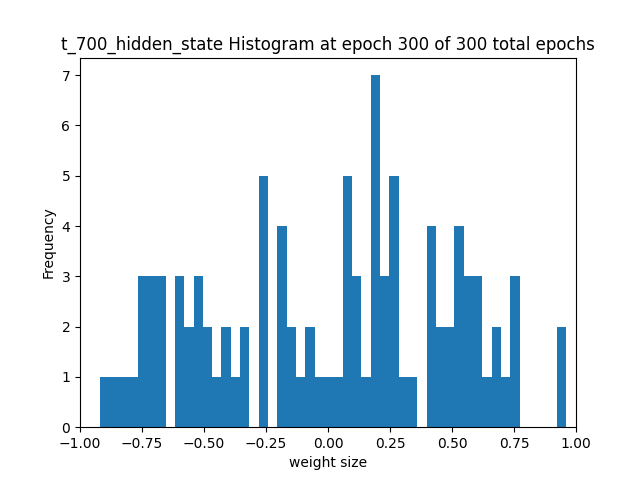 t_700_hidden_state Histogram at epoch 300 of 300 total epochs
Frequency
7
6
5
4
3
2
1
0
−1.00 −0.75 −0.50 −0.25 0.00 0.25 0.50 0.75 1.00
weight size